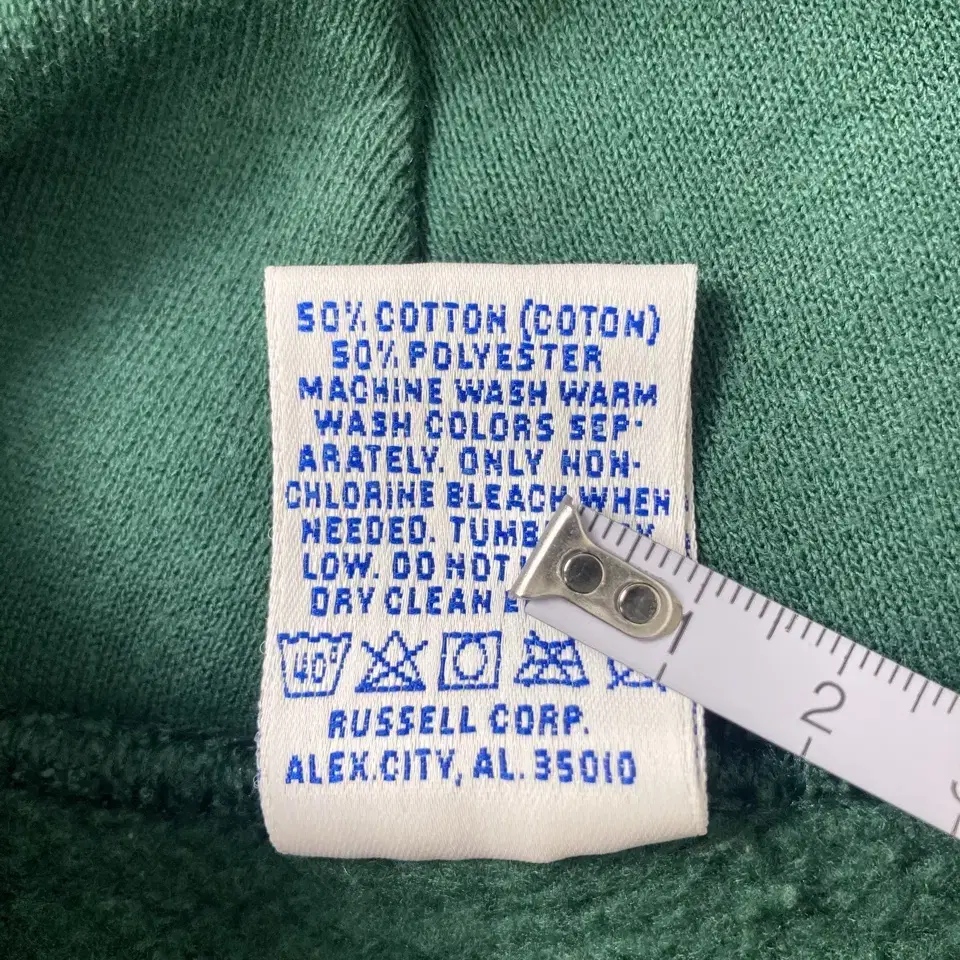 50% COTTON (COTON)
50% POLYESTER
MACHINE WASH WARM
WASH COLORS SEP-
ARATELY. ONLY NON-
CHLORINE BLEACH WHEN
NEEDED.
LOW. DO NOT
DRY CLEAN
40°
RUSSELL CORP.
ALEX.CITY, AL. 35010
1
2